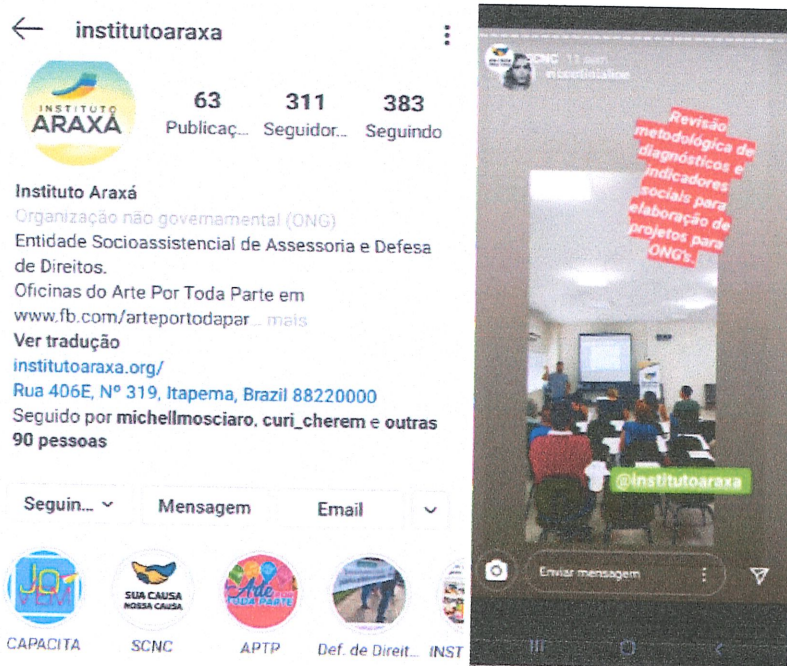 institutoaraxa
INSTITUTO
ARAXÁ
63
311
383
Publicaç...
Seguidor...
Seguindo
Instituto Araxá
Organização não governamental (ONG)
Entidade Socioassistencial de Assessoria e Defesa
de Direitos.
Oficinas do Arte Por Toda Parte em
www.fb.com/arteportodapar... mais
Ver tradução
institutoaraxa.org/
Rua 406E, Nº 319, Itapema, Brazil 88220000
Seguido por michellmosciaro, curi_cherem e outras
90 pessoas
Seguin...
Mensagem
Email
SUA CAUSA
NOSSA CAUSA
Arte
TODA PARTE
CAPACITA
SCNC
APTP
Def. de Direit...
INST
SCNC
Revisão
metodológica de
diagnósticos e
indicadores
sociais para
elaboração de
projetos para
ONG's.
@institutoaraxa
Enviar mensagem